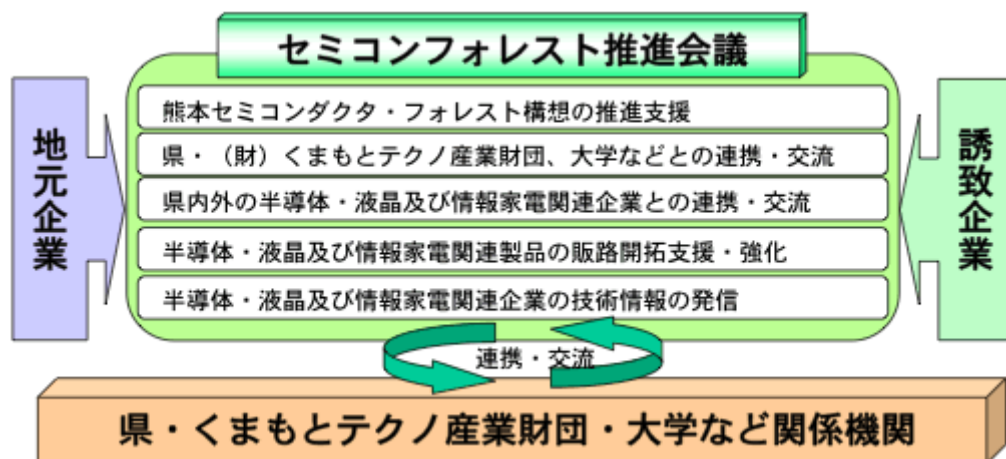 セミコンフォレスト推進会議
地元企業
熊本セミコンダクタ・フォレスト構想の推進支援
県・（財）くまもとテクノ産業財団、大学などとの連携・交流
県内外の半導体・液晶及び情報家電関連企業との連携・交流
半導体・液晶及び情報家電関連製品の販路開拓支援・強化
半導体・液晶及び情報家電関連企業の技術情報の発信
誘致企業
連携・交流
県・くまもとテクノ産業財団・大学など関係機関